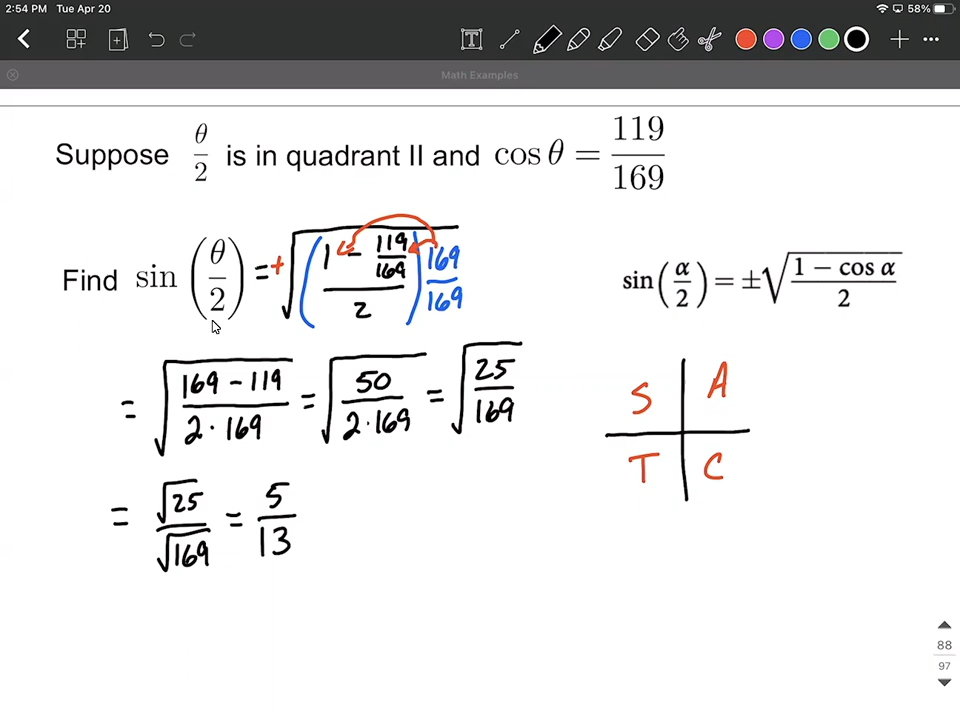 2:54 PM Tue Apr 20
58%
T
Math Examples
Suppose θ/2 is in quadrant II and cos θ = 119/169
Find sin (θ/2) = +√((1 - 119/169)/2) 169/169
sin(α/2) = ±√((1 − cos α)/2)
= √((169 - 119)/(2 · 169)) = √(50/(2 · 169)) = √(25/169)
S A
T C
= √25/√169 = 5/13
88
97